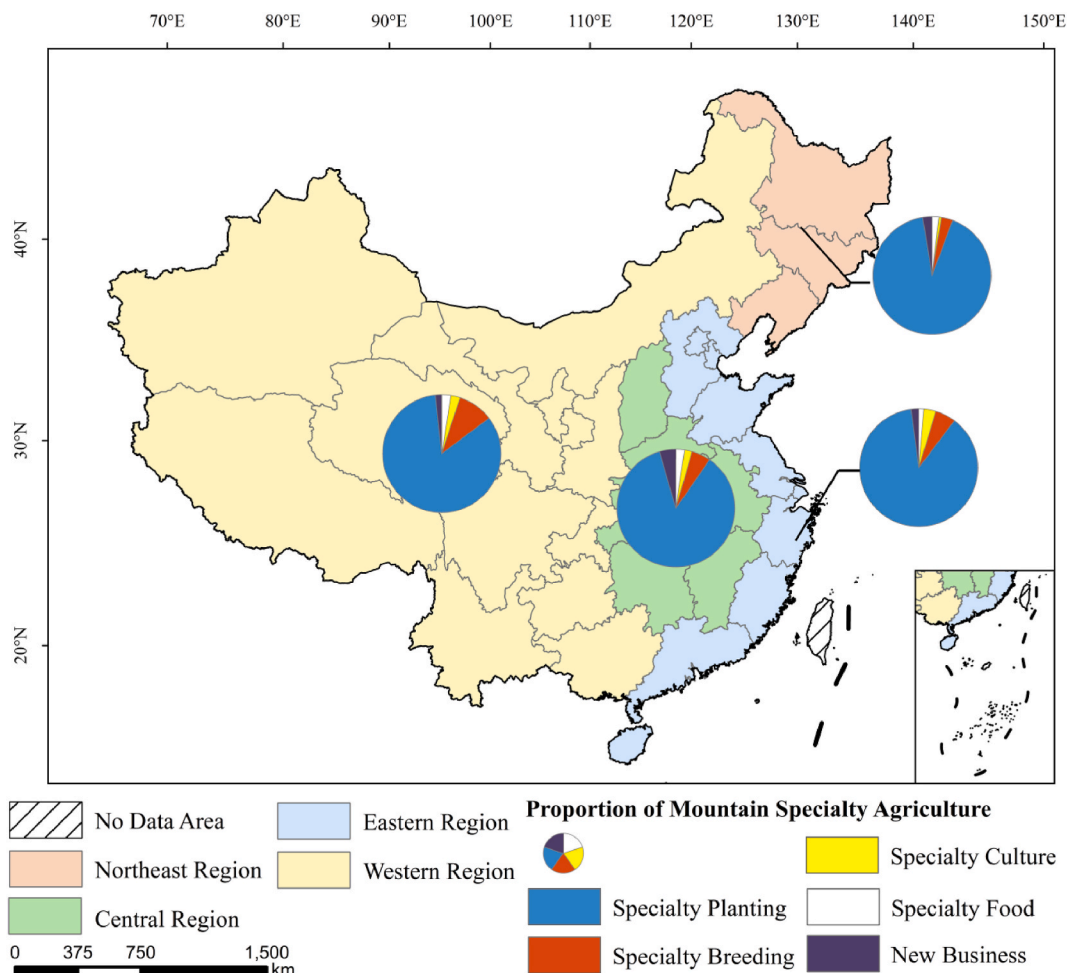 70°E 80°E 90°E 100°E 110°E 120°E 130°E 140°E 150°E
40°N
30°N
20°N
No Data Area
Northeast Region
Central Region
Eastern Region
Western Region
0 375 750 1,500
km
Proportion of Mountain Specialty Agriculture
Specialty Planting
Specialty Breeding
Specialty Culture
Specialty Food
New Business